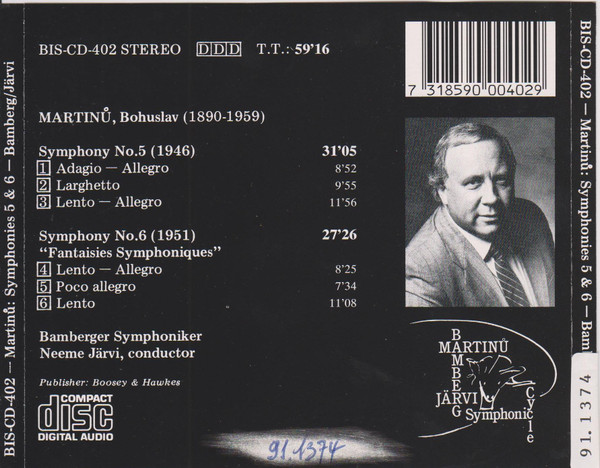 BIS-CD-402 STEREO DDD T.T.: 59'16
MARTINŮ, Bohuslav (1890-1959)
Symphony No.5 (1946) 31'05
1 Adagio — Allegro 8'52
2 Larghetto 9'55
3 Lento — Allegro 11'56
Symphony No.6 (1951) 27'26
“Fantaisies Symphoniques”
4 Lento — Allegro 8'25
5 Poco allegro 7'34
6 Lento 11'08
Bamberger Symphoniker
Neeme Järvi, conductor
Publisher: Boosey & Hawkes
COMPACT
disc
DIGITAL AUDIO
91.1374
7 318590 004029
BAMBERG
MARTINŮ
JÄRVI
Symphonic
Cycle
BIS-CD-402 — Martinů: Symphonies 5 & 6 — Bamberg/Järvi
BIS-CD-402 — Martinů: Symphonies 5 & 6 — Bam
91.1374